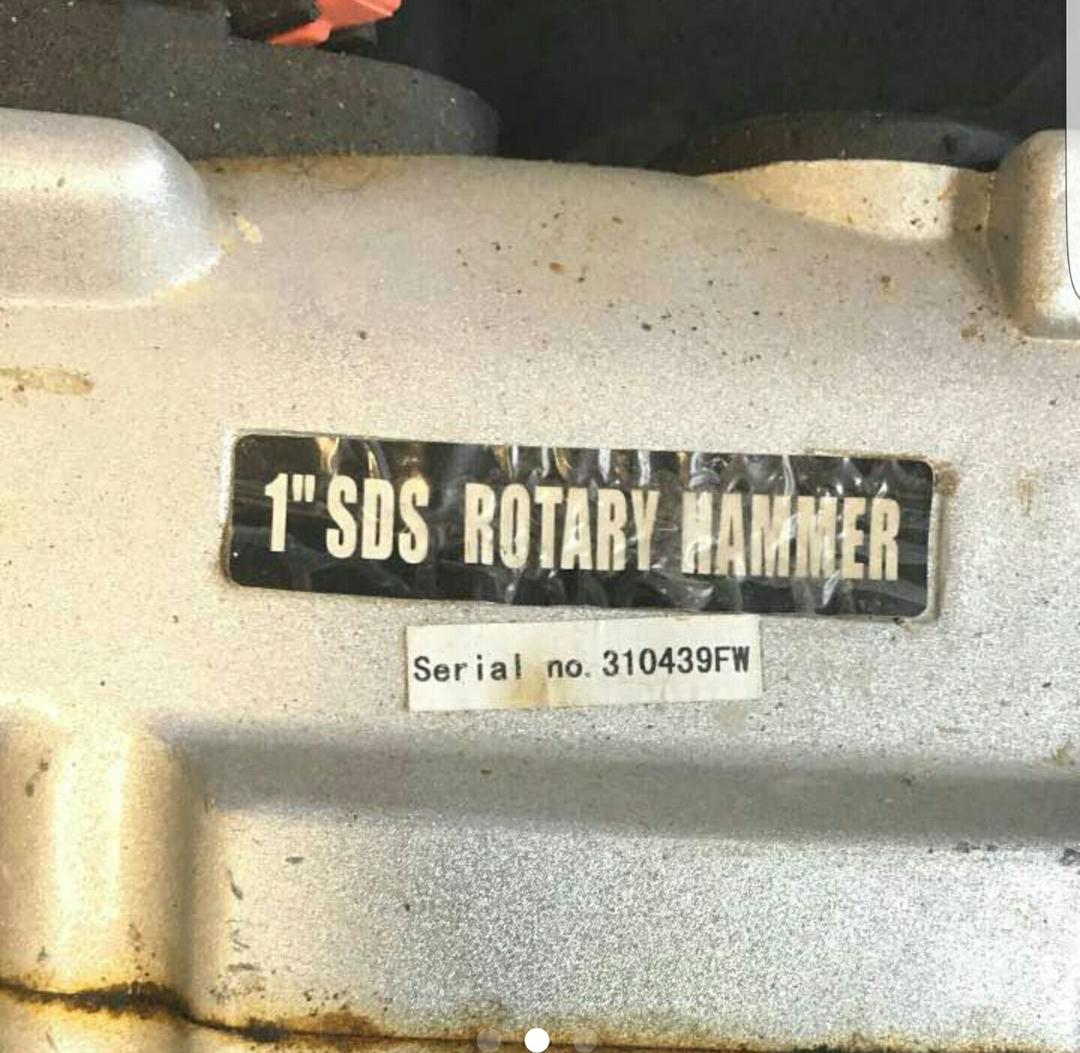 1" SDS ROTARY HAMMER
Serial no. 310439FW